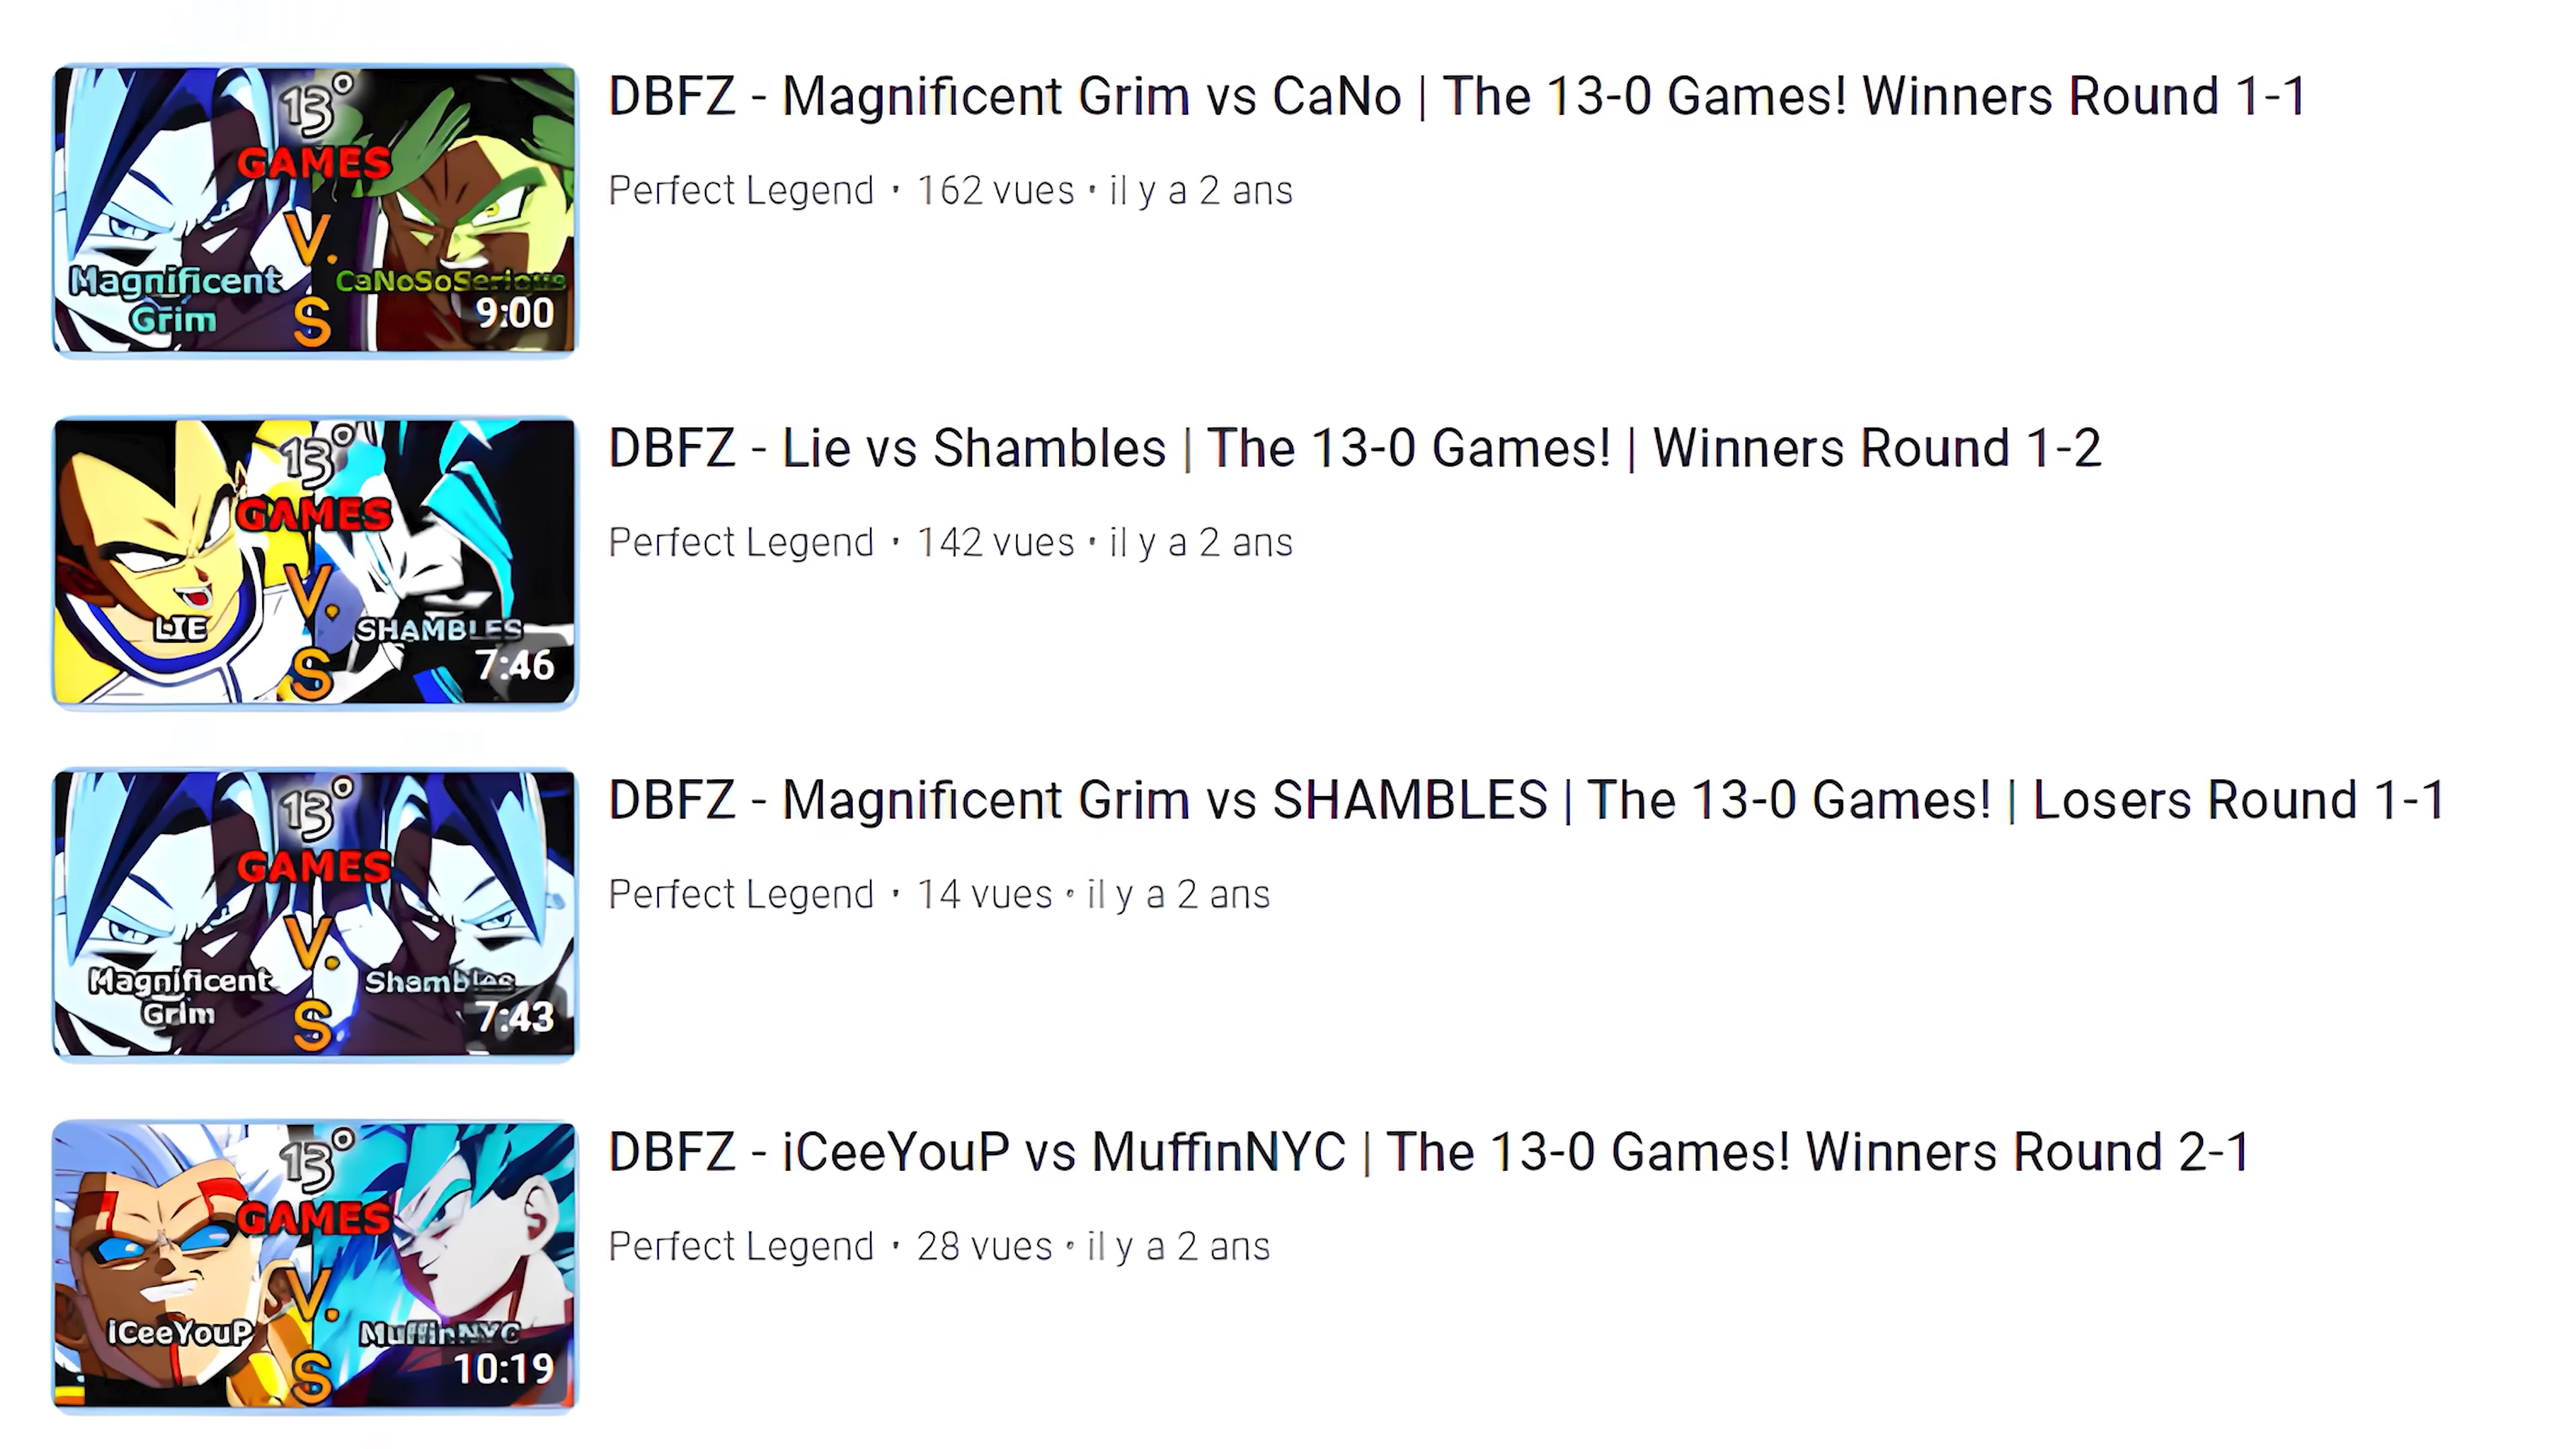 13°
GAMES
V.
S
Magnificent
Grim
CaNoSoSerious
9:00
DBFZ - Magnificent Grim vs CaNo | The 13-0 Games! Winners Round 1-1
Perfect Legend • 162 vues • il y a 2 ans
13°
GAMES
V.
S
LIE
SHAMBLES
7:46
DBFZ - Lie vs Shambles | The 13-0 Games! | Winners Round 1-2
Perfect Legend • 142 vues • il y a 2 ans
13°
GAMES
V.
S
Magnificent
Grim
Shambles
7:43
DBFZ - Magnificent Grim vs SHAMBLES | The 13-0 Games! | Losers Round 1-1
Perfect Legend • 14 vues • il y a 2 ans
13°
GAMES
V.
S
iCeeYouP
MuffinNYC
10:19
DBFZ - iCeeYouP vs MuffinNYC | The 13-0 Games! Winners Round 2-1
Perfect Legend • 28 vues • il y a 2 ans